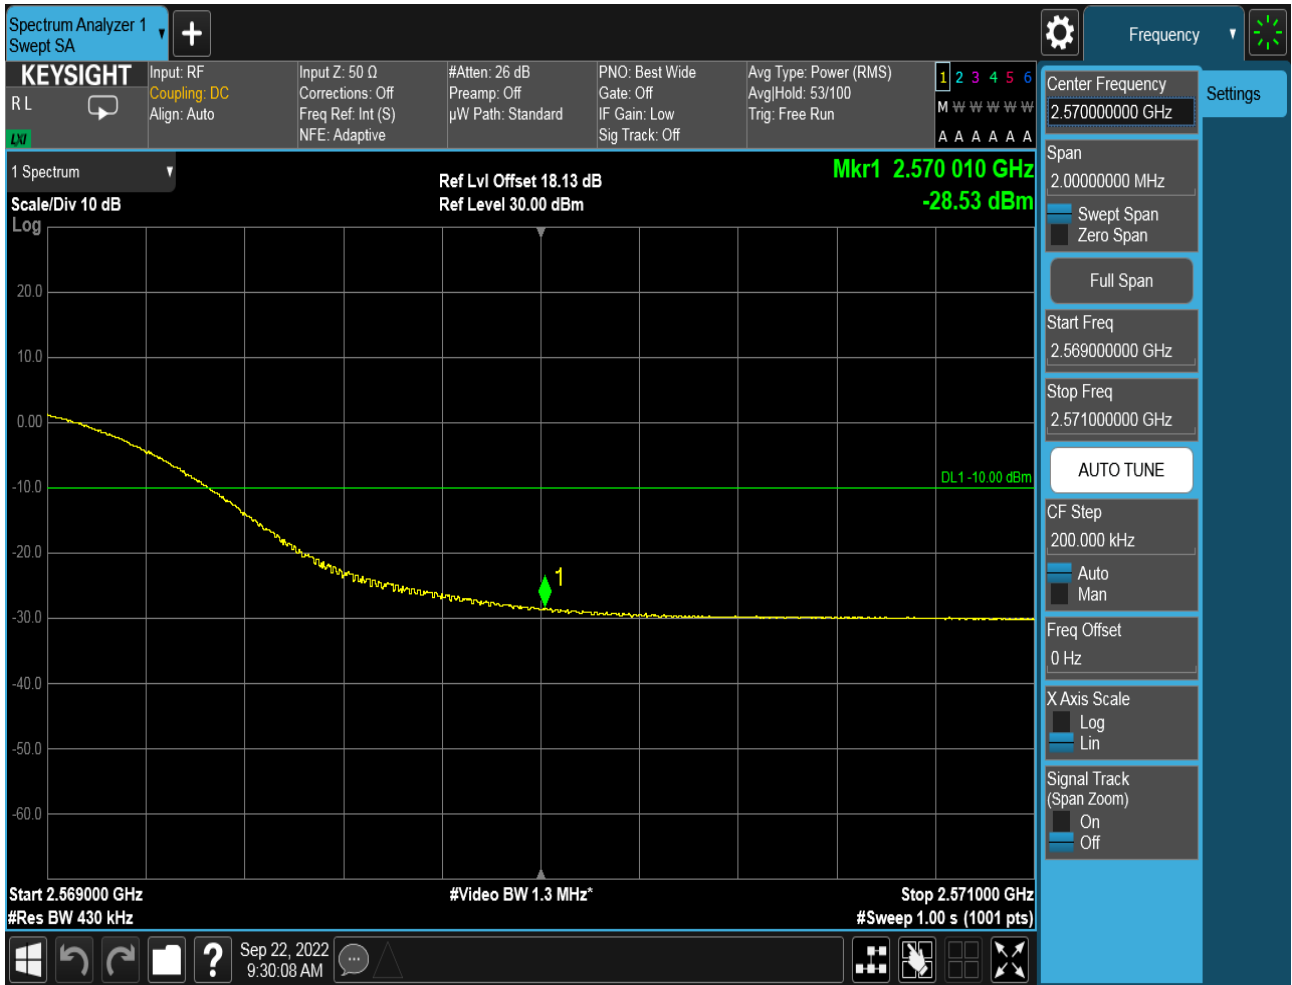 Spectrum Analyzer 1
Swept SA
Frequency
KEYSIGHT
R L
LXI
Input: RF
Coupling: DC
Align: Auto
Input Z: 50 Ω
Corrections: Off
Freq Ref: Int (S)
NFE: Adaptive
#Atten: 26 dB
Preamp: Off
µW Path: Standard
PNO: Best Wide
Gate: Off
IF Gain: Low
Sig Track: Off
Avg Type: Power (RMS)
Avg|Hold: 53/100
Trig: Free Run
1 2 3 4 5 6
M W W W W W
A A A A A A
1 Spectrum
Scale/Div 10 dB
Log
Ref Lvl Offset 18.13 dB
Ref Level 30.00 dBm
Mkr1 2.570 010 GHz
-28.53 dBm
20.0
10.0
0.00
-10.0
-20.0
-30.0
-40.0
-50.0
-60.0
DL1 -10.00 dBm
1
Start 2.569000 GHz
#Res BW 430 kHz
#Video BW 1.3 MHz*
Stop 2.571000 GHz
#Sweep 1.00 s (1001 pts)
Center Frequency
2.570000000 GHz
Settings
Span
2.00000000 MHz
Swept Span
Zero Span
Full Span
Start Freq
2.569000000 GHz
Stop Freq
2.571000000 GHz
AUTO TUNE
CF Step
200.000 kHz
Auto
Man
Freq Offset
0 Hz
X Axis Scale
Log
Lin
Signal Track
(Span Zoom)
On
Off
?
Sep 22, 2022
9:30:08 AM